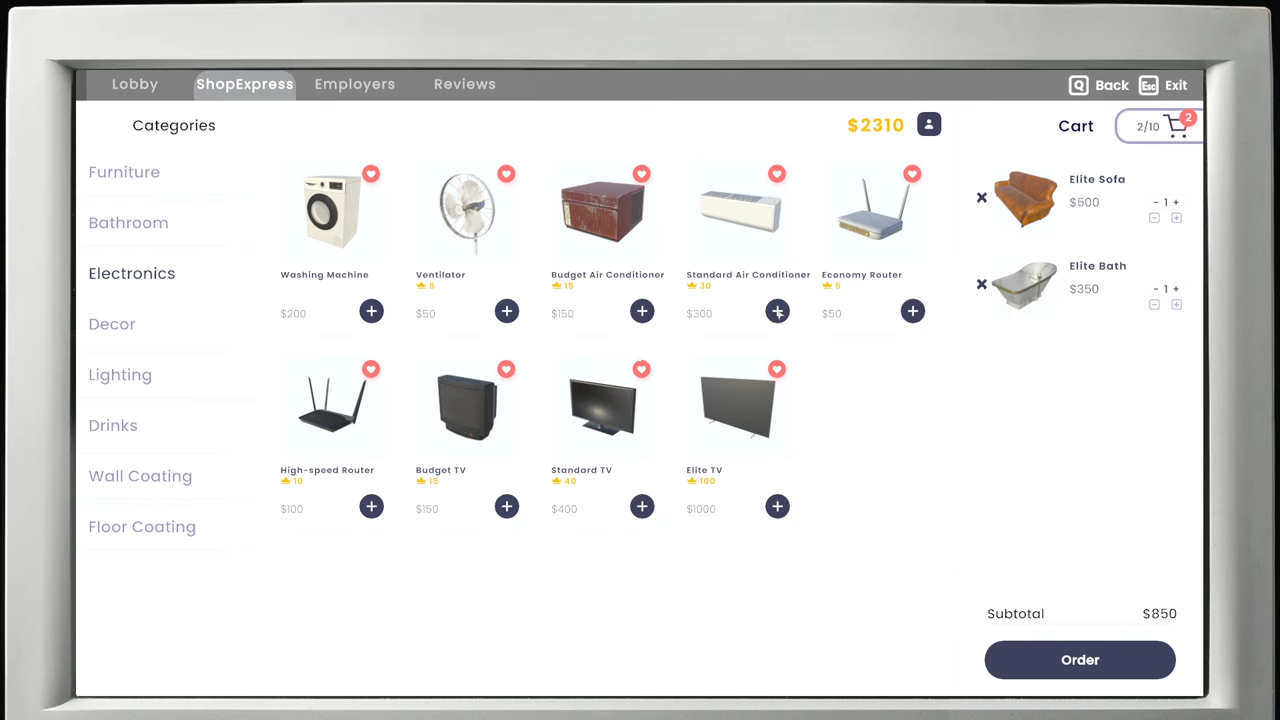 Lobby
ShopExpress
Employers
Reviews
Q Back
Esc Exit
Categories
$2310
Cart
2/10
2
Furniture
Bathroom
Electronics
Decor
Lighting
Drinks
Wall Coating
Floor Coating
Washing Machine
$200
Ventilator
5
$50
Budget Air Conditioner
15
$150
Standard Air Conditioner
30
$300
Economy Router
5
$50
High-speed Router
10
$100
Budget TV
15
$150
Standard TV
40
$400
Elite TV
100
$1000
Elite Sofa
$500
- 1 +
Elite Bath
$350
- 1 +
Subtotal $850
Order